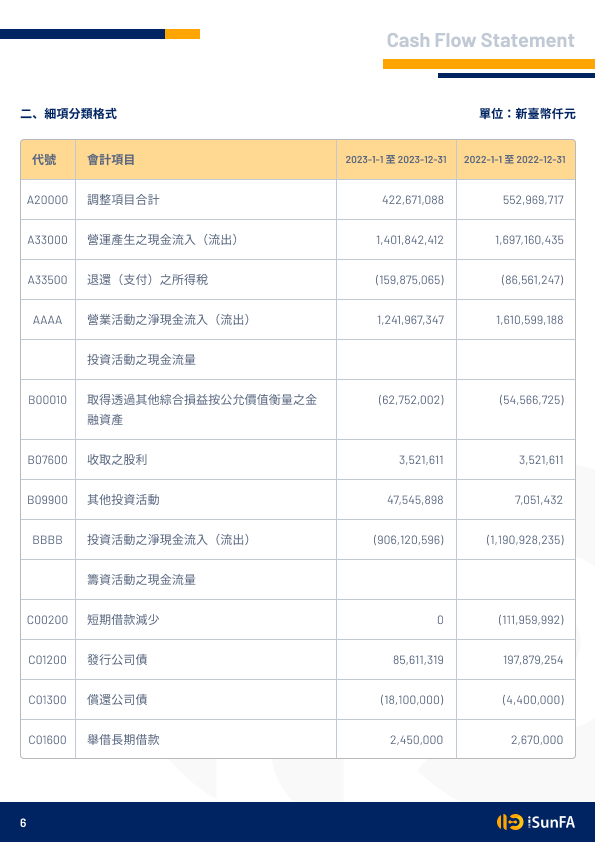 Cash Flow Statement
二、細項分類格式 單位：新臺幣仟元
代號 會計項目 2023-1-1 至 2023-12-31 2022-1-1 至 2022-12-31
A20000 調整項目合計 422,671,088 552,969,717
A33000 營運產生之現金流入（流出） 1,401,842,412 1,697,160,435
A33500 退還（支付）之所得稅 (159,875,065) (86,561,247)
AAAA 營業活動之淨現金流入（流出） 1,241,967,347 1,610,599,188
投資活動之現金流量
B00010 取得透過其他綜合損益按公允價值衡量之金 (62,752,002) (54,566,725)
融資產
B07600 收取之股利 3,521,611 3,521,611
B09900 其他投資活動 47,545,898 7,051,432
BBBB 投資活動之淨現金流入（流出） (906,120,596) (1,190,928,235)
籌資活動之現金流量
C00200 短期借款減少 0 (111,959,992)
C01200 發行公司債 85,611,319 197,879,254
C01300 償還公司債 (18,100,000) (4,400,000)
C01600 舉借長期借款 2,450,000 2,670,000
6 iSunFA